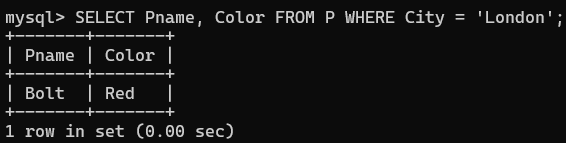 mysql> SELECT Pname, Color FROM P WHERE City = 'London';
+-------+-------+
| Pname | Color |
+-------+-------+
| Bolt  | Red   |
+-------+-------+
1 row in set (0.00 sec)